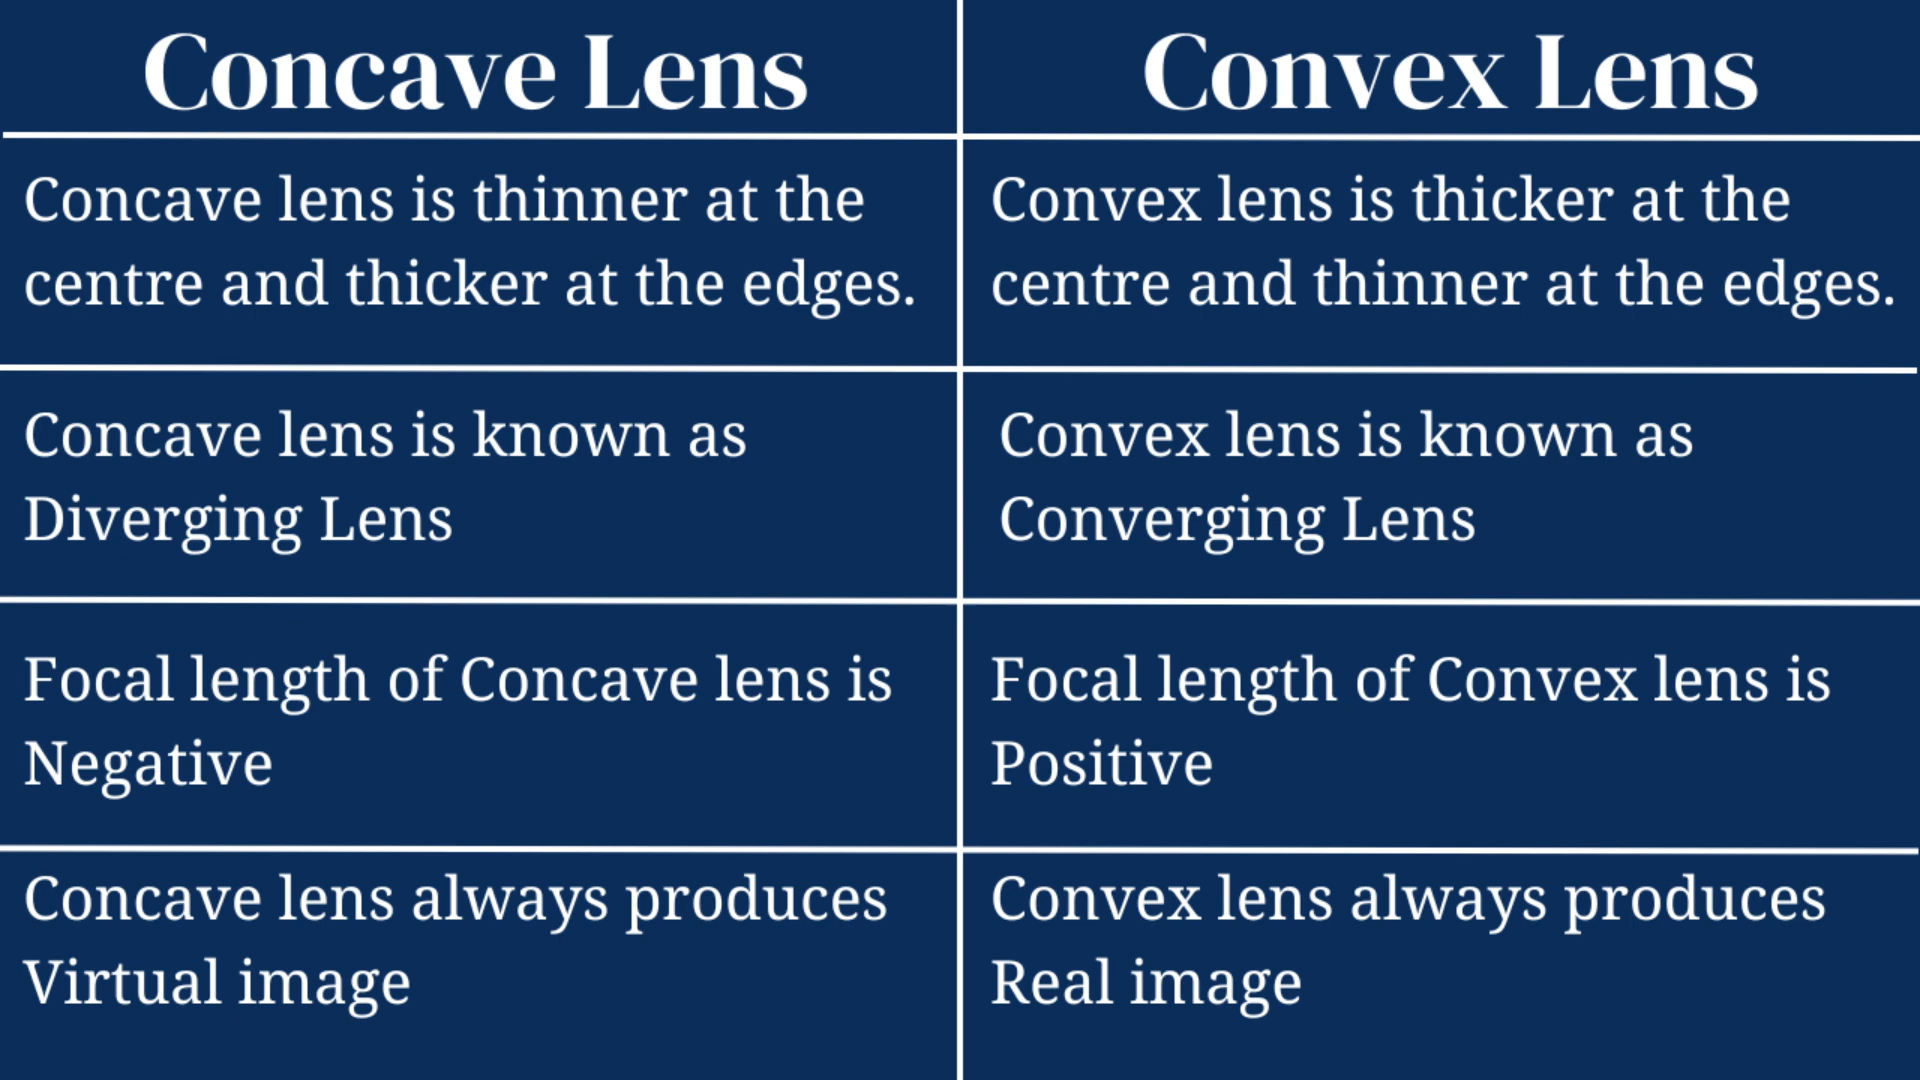 Concave Lens
Convex Lens
Concave lens is thinner at the
centre and thicker at the edges.
Convex lens is thicker at the
centre and thinner at the edges.
Concave lens is known as
Diverging Lens
Convex lens is known as
Converging Lens
Focal length of Concave lens is
Negative
Focal length of Convex lens is
Positive
Concave lens always produces
Virtual image
Convex lens always produces
Real image